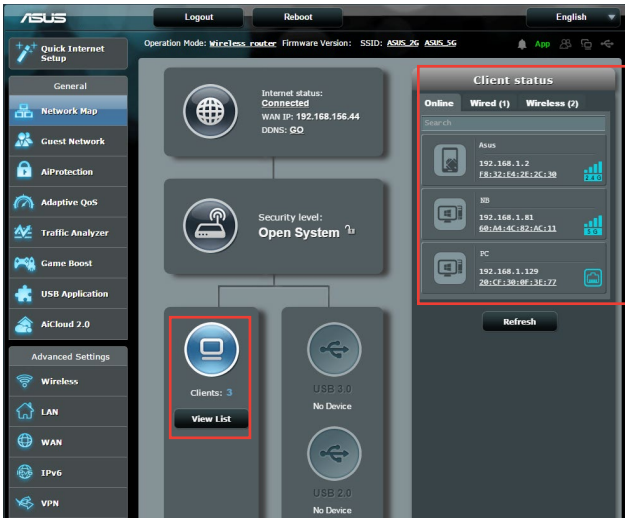 ASUS
Logout Reboot English
Quick Internet
Setup
Operation Mode: Wireless router Firmware Version: SSID: ASUS_2G ASUS_5G
App
General
Network Map
Guest Network
AiProtection
Adaptive QoS
Traffic Analyzer
Game Boost
USB Application
AiCloud 2.0
Advanced Settings
Wireless
LAN
WAN
IPv6
VPN
Internet status:
Connected
WAN IP: 192.168.156.44
DDNS: GO
Security level:
Open System
Clients: 3
View List
USB 3.0
No Device
USB 2.0
No Device
Client status
Online Wired (1) Wireless (2)
Search
Asus
192.168.1.2
F8:32:E4:2E:2C:30
2.4G
NB
192.168.1.81
60:A4:4C:82:AC:11
5G
PC
192.168.1.129
20:CF:30:0F:3E:77
Refresh